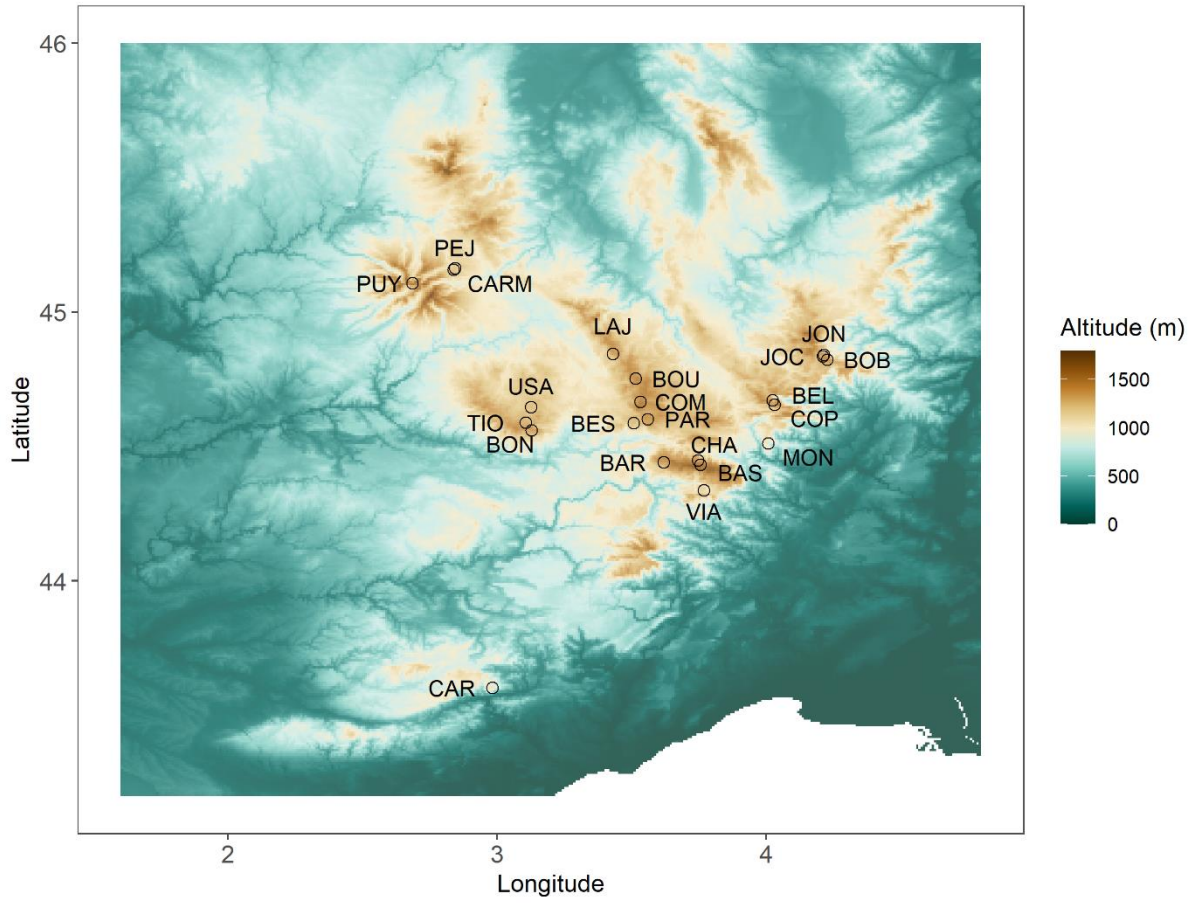 46
PEJ
PUY
CARM
45
LAJ
JON
JOC
BOB
Altitude (m)
1500
1000
500
0
USA
BOU
BEL
COM
COP
TIO
BES
PAR
BON
CHA
BAR
MON
BAS
VIA
Latitude
44
CAR
2
3
4
Longitude